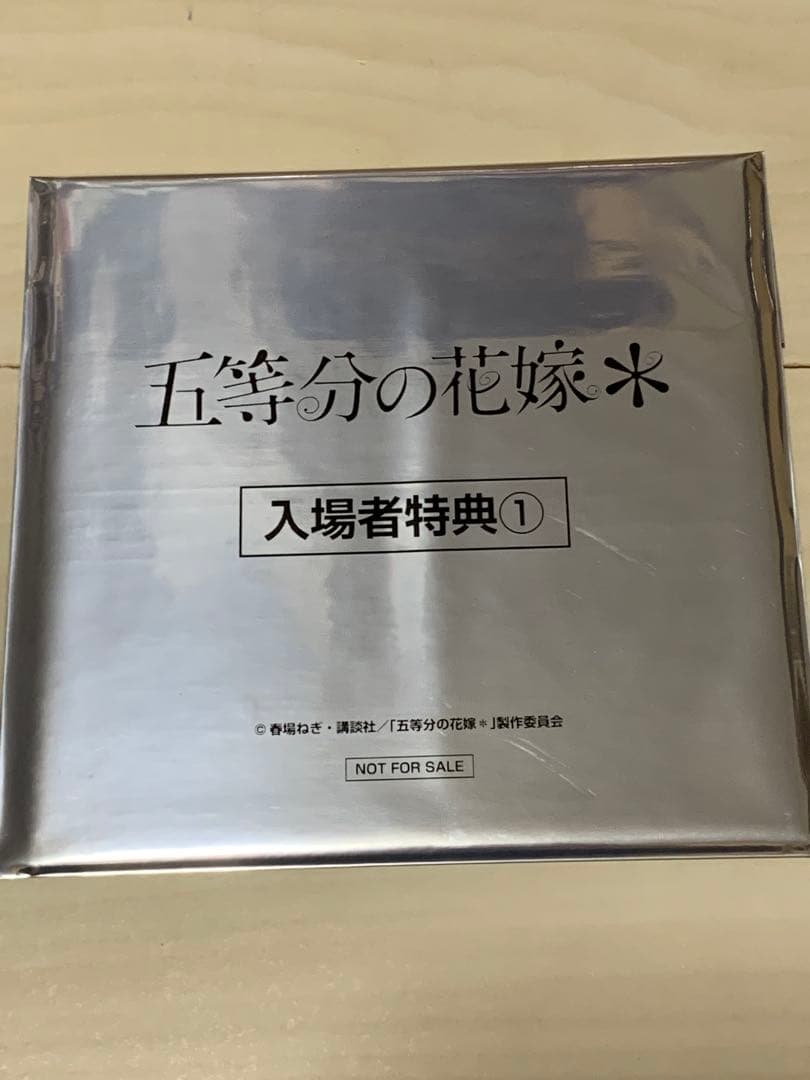 五等分の花嫁＊
入場者特典①
© 春場ねぎ・講談社／「五等分の花嫁＊」製作委員会
NOT FOR SALE